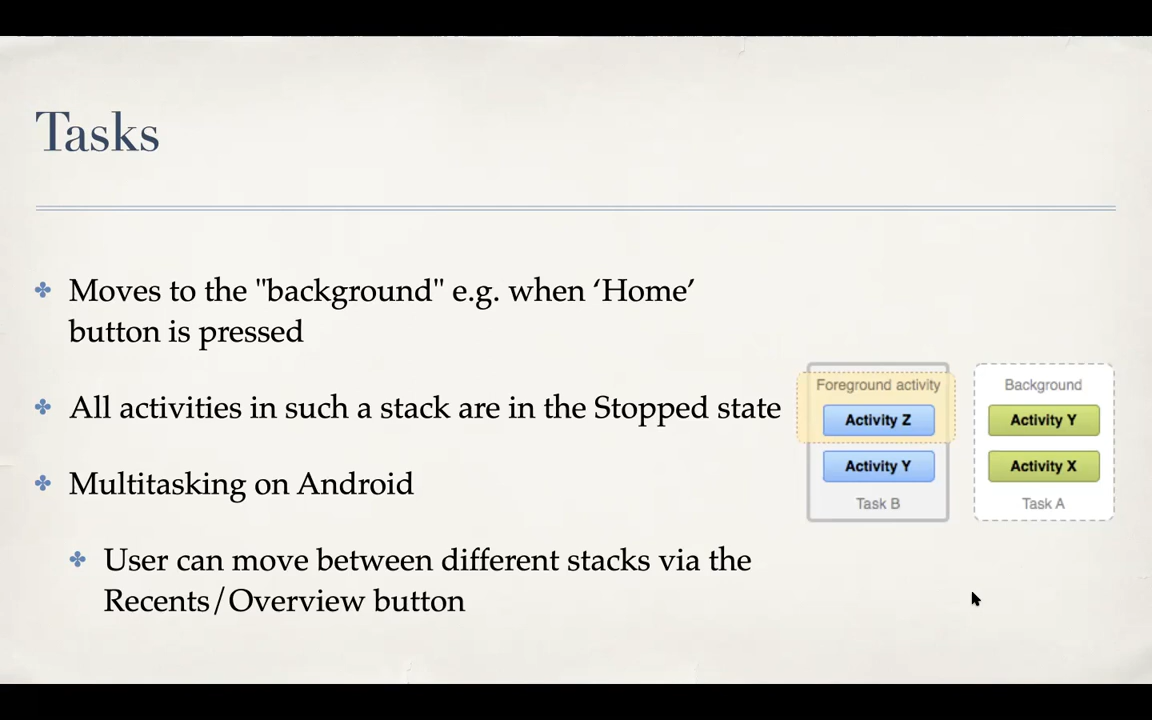 Tasks
Moves to the "background" e.g. when ‘Home’
button is pressed
All activities in such a stack are in the Stopped state
Multitasking on Android
User can move between different stacks via the
Recents/Overview button
Foreground activity
Activity Z
Activity Y
Task B
Background
Activity Y
Activity X
Task A